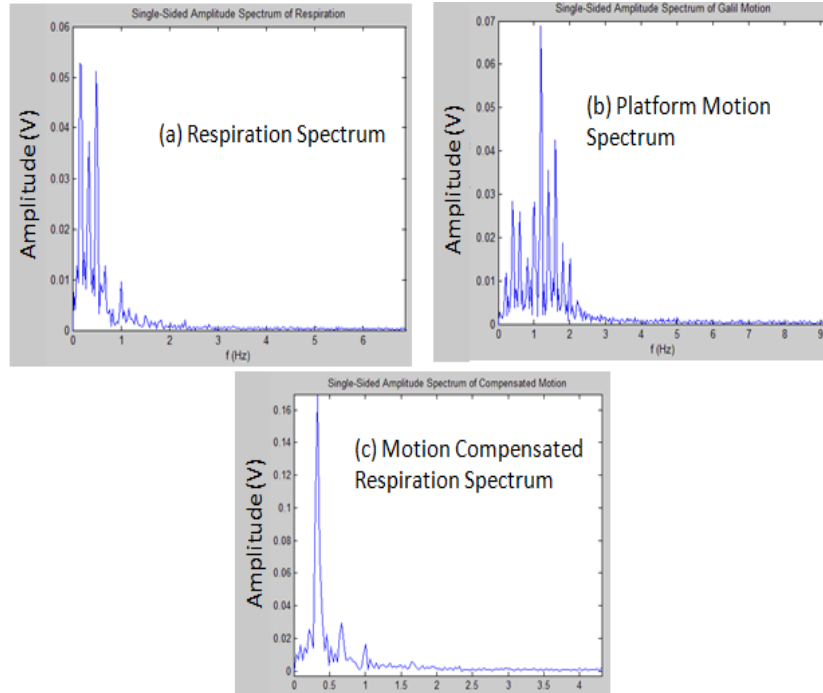 Single-Sided Amplitude Spectrum of Respiration
0.06
0.05
0.04
0.03
0.02
0.01
0
Amplitude (V)
(a) Respiration Spectrum
0 1 2 3 4 5 6
f (Hz)
Single-Sided Amplitude Spectrum of Galil Motion
0.07
0.06
0.05
0.04
0.03
0.02
0.01
0
Amplitude (V)
(b) Platform Motion
Spectrum
0 1 2 3 4 5 6 7 8 9
f (Hz)
Single-Sided Amplitude Spectrum of Compensated Motion
0.16
0.14
0.12
0.1
0.08
0.06
0.04
0.02
0
Amplitude (V)
(c) Motion Compensated
Respiration Spectrum
0 0.5 1 1.5 2 2.5 3 3.5 4